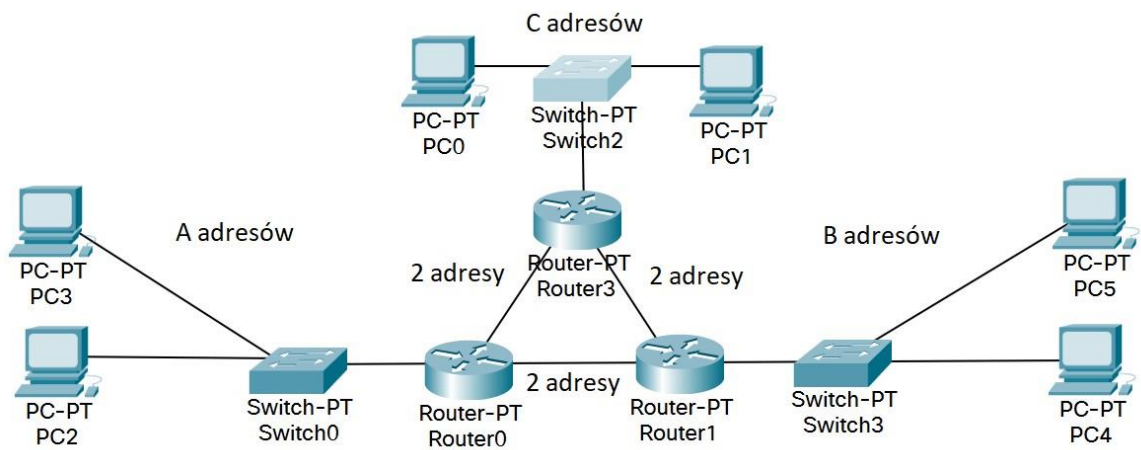 C adresów
PC-PT
PC0
Switch-PT
Switch2
PC-PT
PC1
A adresów
B adresów
PC-PT
PC3
2 adresy
Router-PT
Router3
2 adresy
PC-PT
PC5
2 adresy
PC-PT
PC2
Switch-PT
Switch0
Router-PT
Router0
Router-PT
Router1
Switch-PT
Switch3
PC-PT
PC4